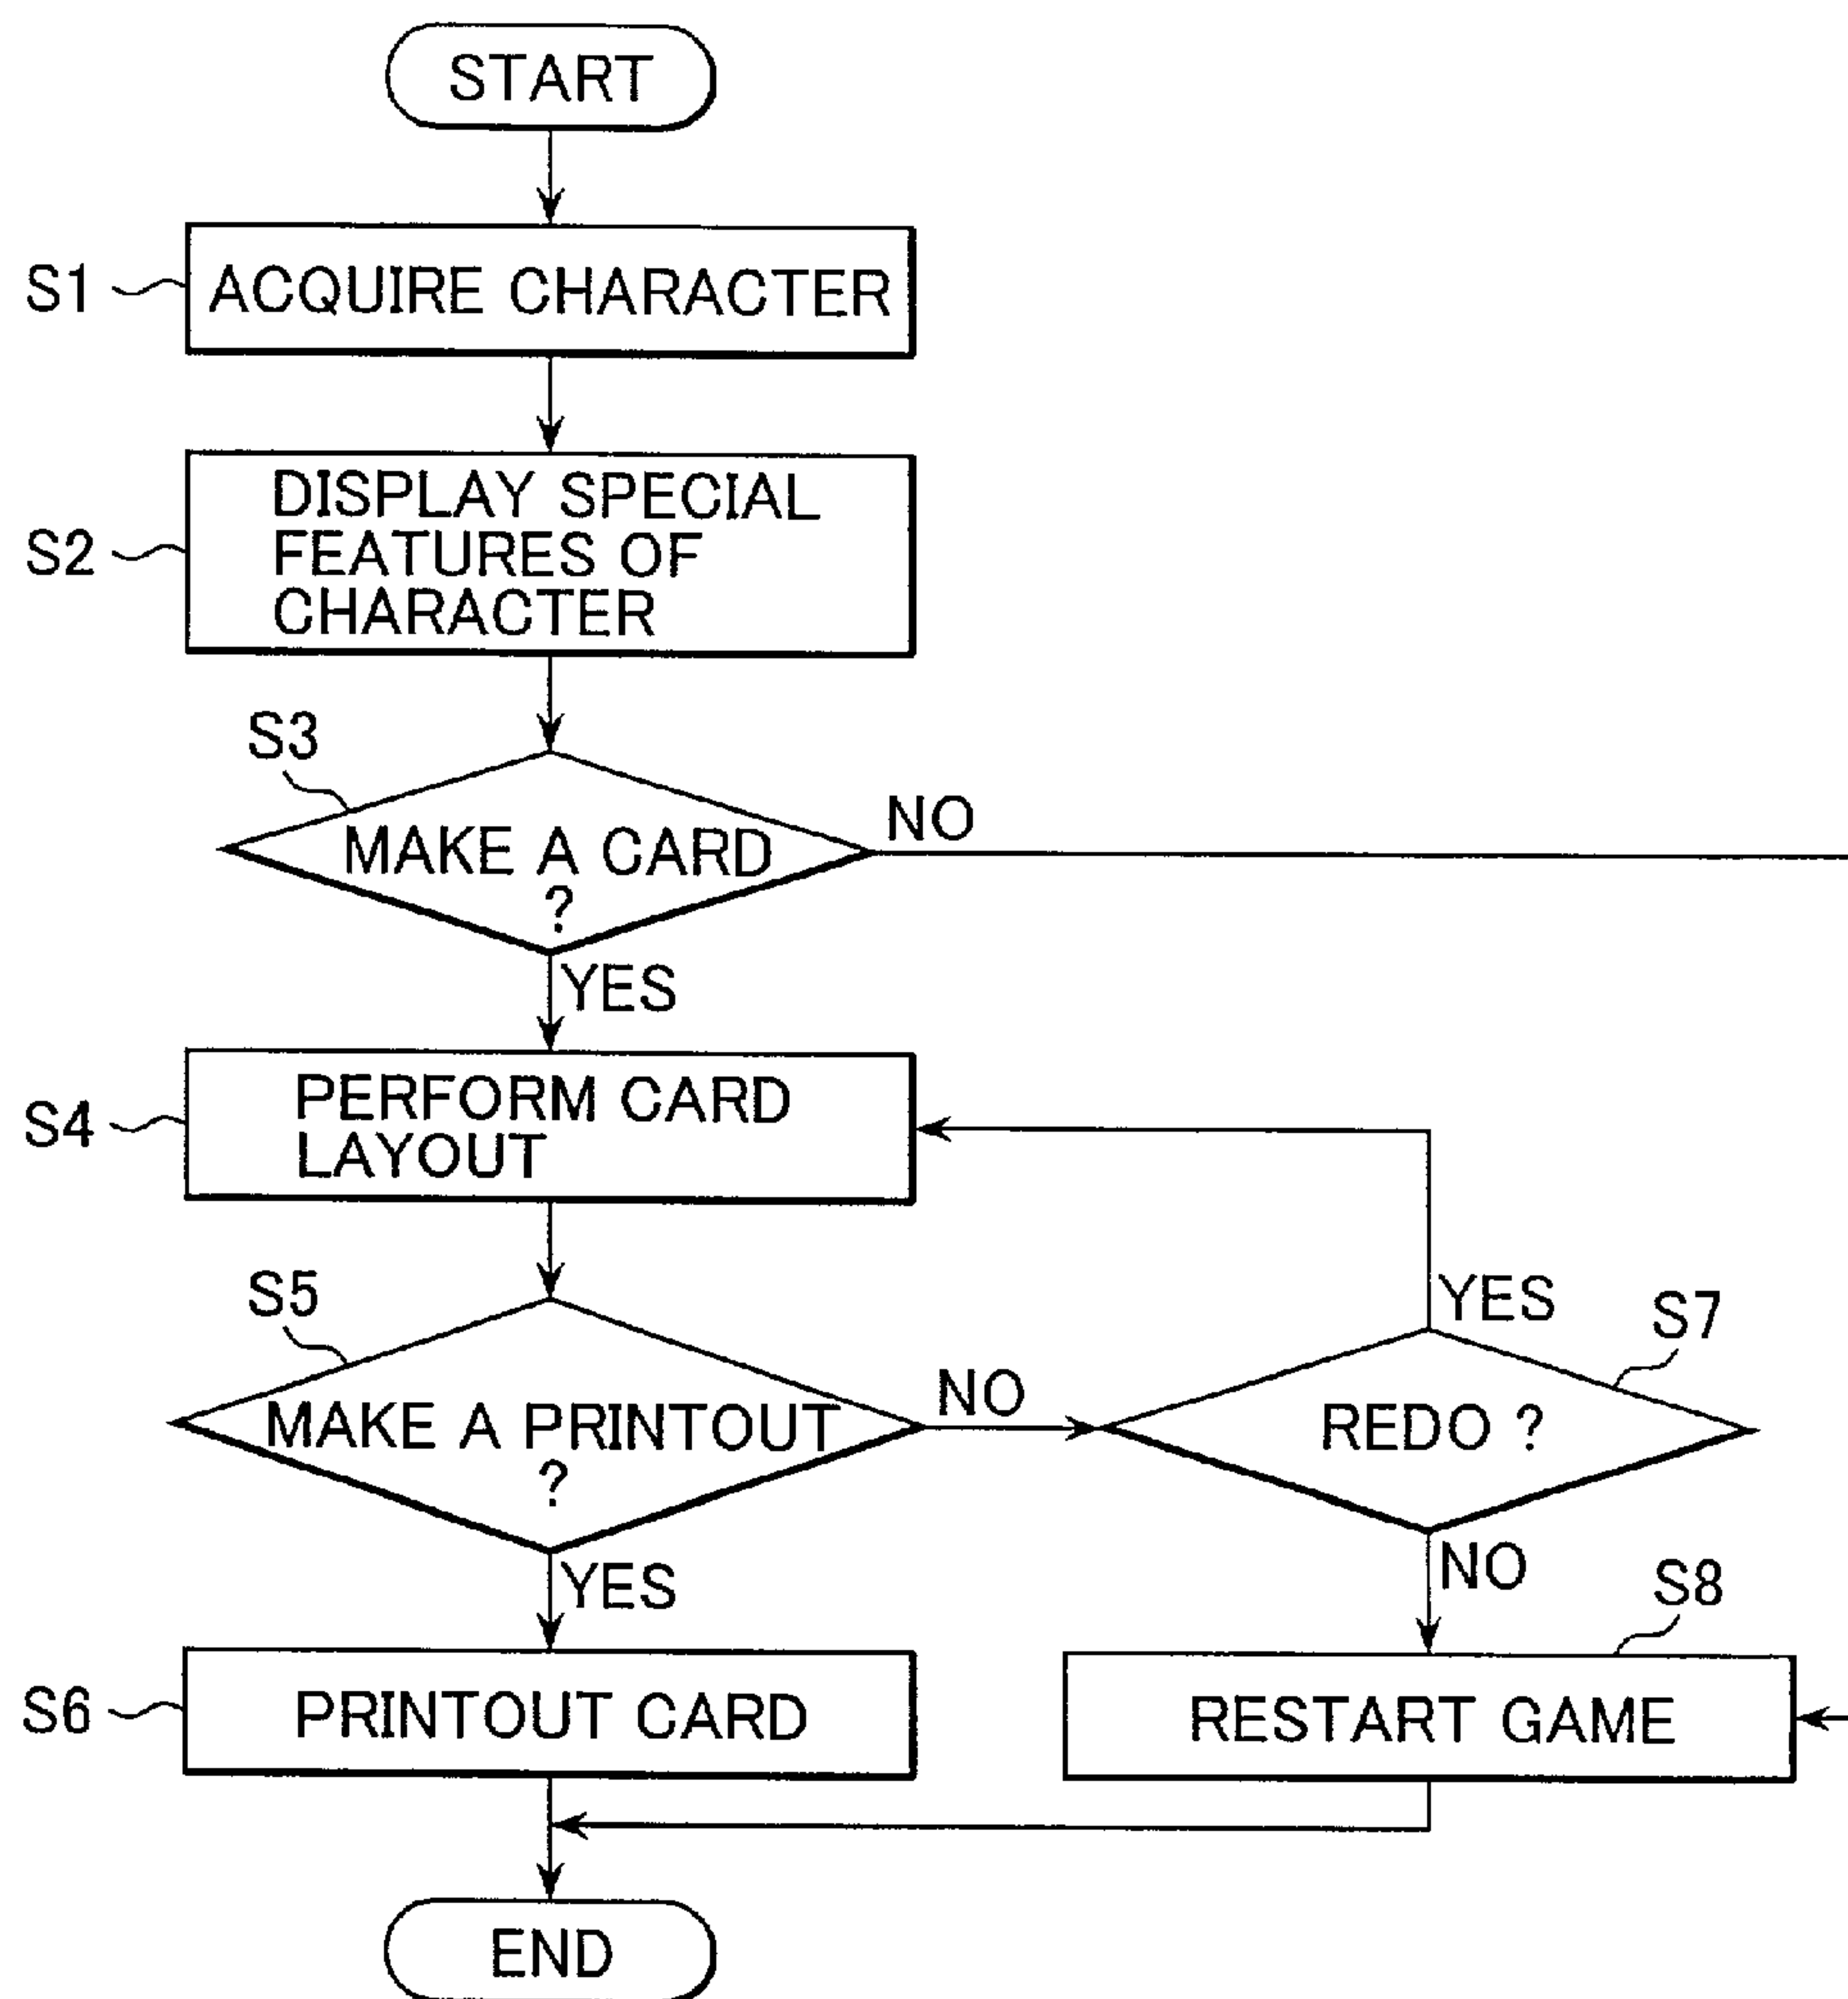 START
S1
ACQUIRE CHARACTER
S2
DISPLAY SPECIAL
FEATURES OF
CHARACTER
S3
MAKE A CARD
?
NO
YES
S4
PERFORM CARD
LAYOUT
S5
MAKE A PRINTOUT
?
NO
YES
S7
REDO ?
YES
NO
S6
PRINTOUT CARD
S8
RESTART GAME
END